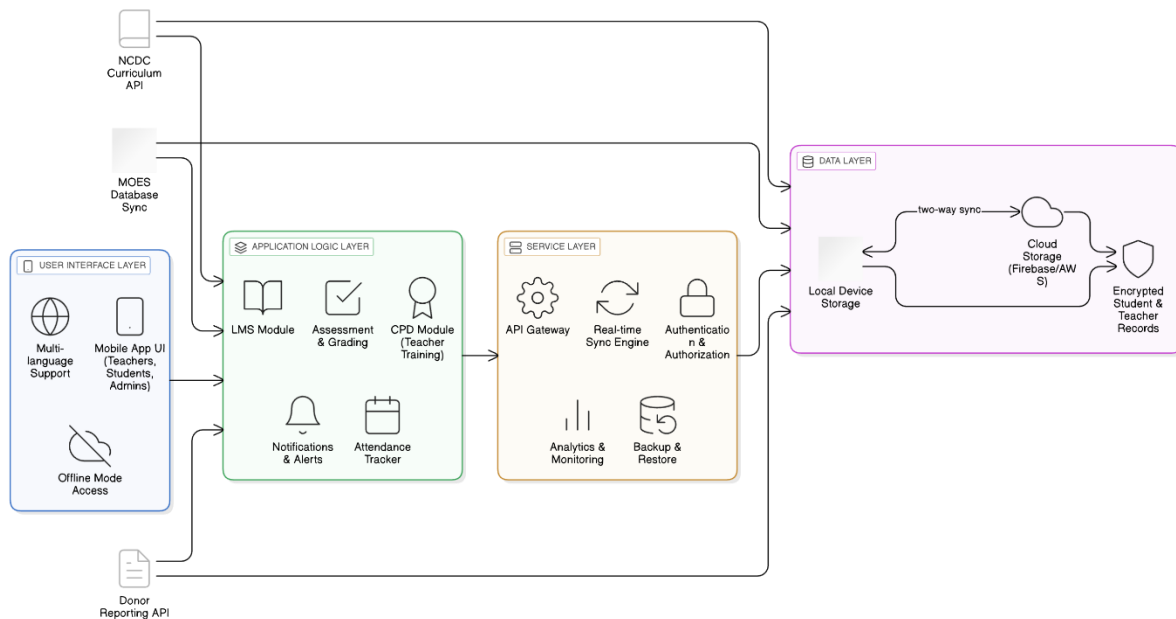 NCDC
Curriculum
API
MOES
Database
Sync
USER INTERFACE LAYER
Multi-
language
Support
Mobile App UI
(Teachers,
Students,
Admins)
Offline Mode
Access
APPLICATION LOGIC LAYER
LMS Module
Assessment
& Grading
CPD Module
(Teacher
Training)
Notifications
& Alerts
Attendance
Tracker
SERVICE LAYER
API Gateway
Real-time
Sync Engine
Authenticatio
n &
Authorization
Analytics &
Monitoring
Backup &
Restore
DATA LAYER
two-way sync
Local Device
Storage
Cloud
Storage
(Firebase/AW
S)
Encrypted
Student &
Teacher
Records
Donor
Reporting API